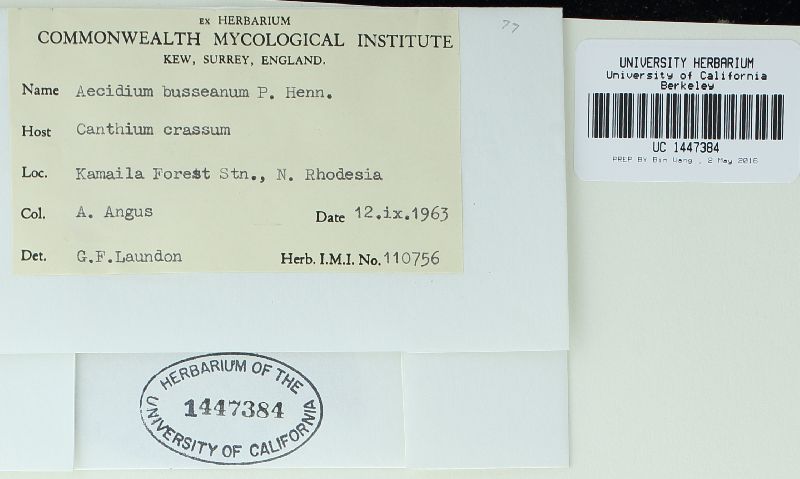 EX HERBARIUM
COMMONWEALTH MYCOLOGICAL INSTITUTE
KEW, SURREY, ENGLAND.
Name Aecidium busseanum P. Henn.
Host Canthium crassum
Loc. Kamaila Forest Stn., N. Rhodesia
Col. A. Angus Date 12.ix.1963
Det. G.F.Laundon Herb. I.M.I. No. 110756
77
UNIVERSITY HERBARIUM
University of California
Berkeley
UC 1447384
PREP BY Bin Wang , 2 May 2016
HERBARIUM OF THE
1447384
UNIVERSITY OF CALIFORNIA